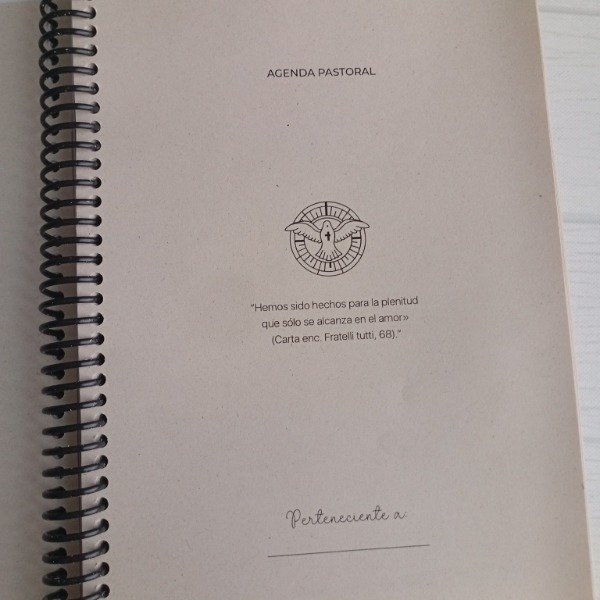 AGENDA PASTORAL
"Hemos sido hechos para la plenitud
que sólo se alcanza en el amor»
(Carta enc. Fratelli tutti, 68)."
Perteneciente a: